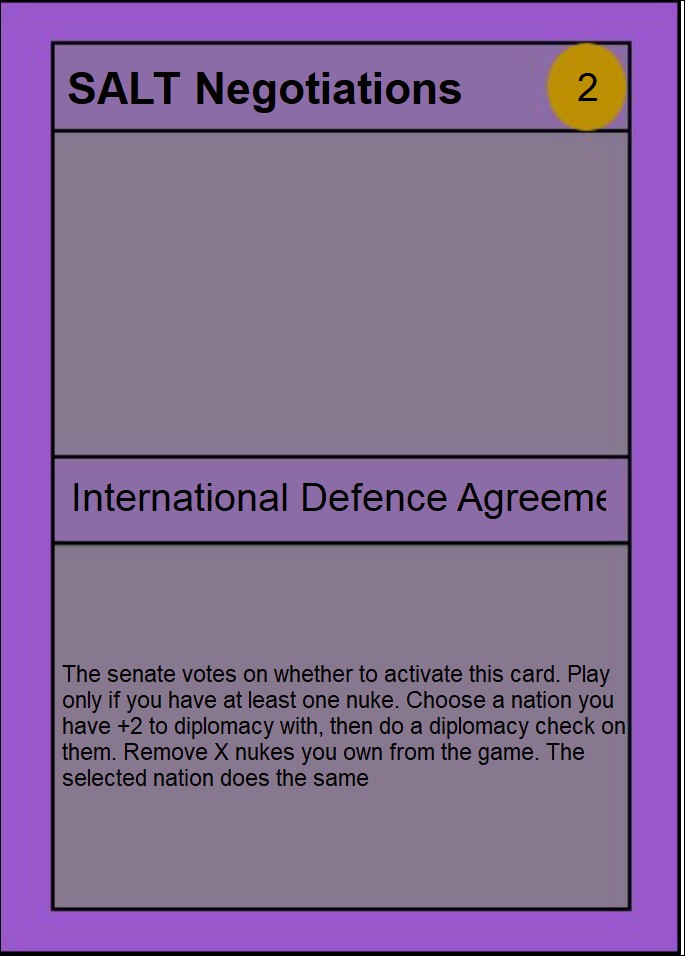 SALT Negotiations 2
International Defence Agreeme
The senate votes on whether to activate this card. Play
only if you have at least one nuke. Choose a nation you
have +2 to diplomacy with, then do a diplomacy check on
them. Remove X nukes you own from the game. The
selected nation does the same